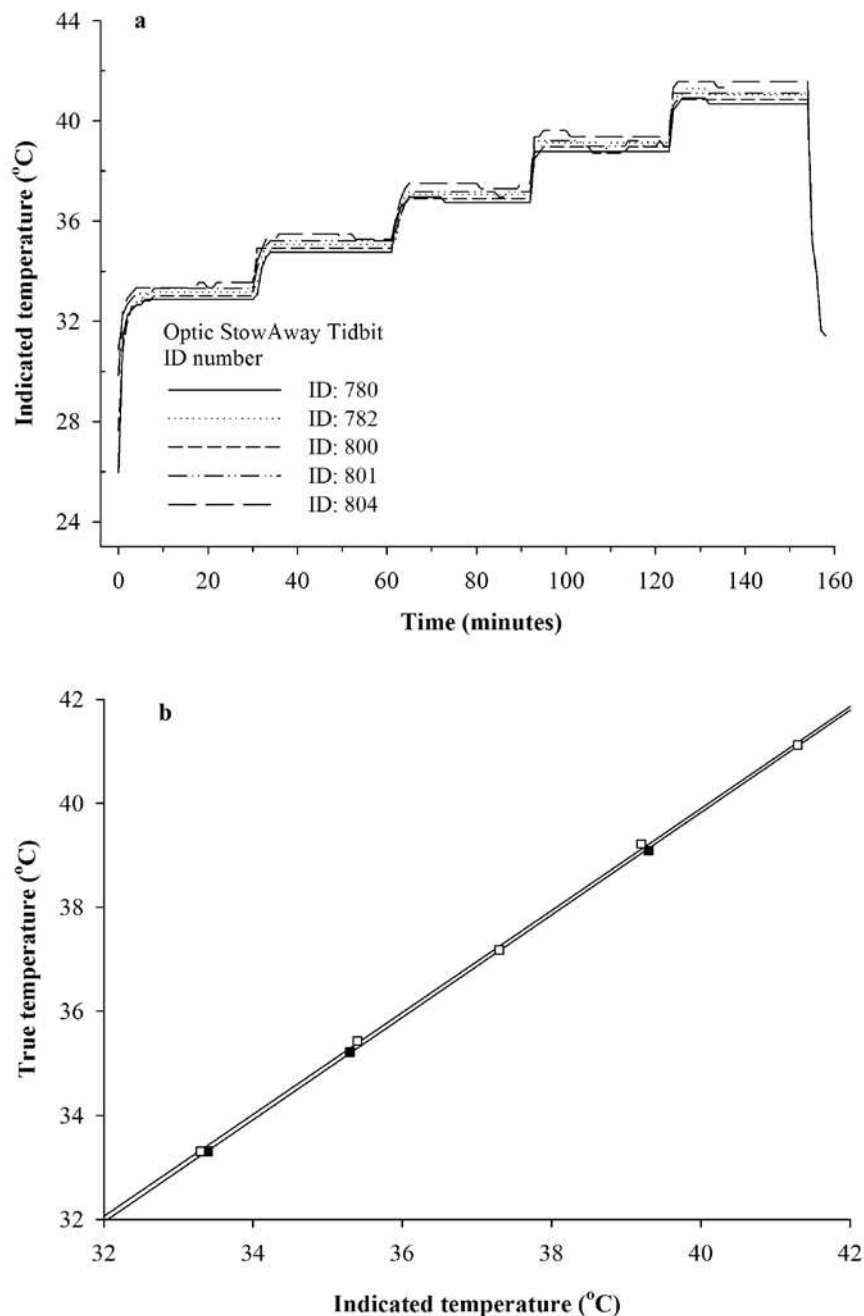 a
44
40
36
32
28
24
Indicated temperature (°C)
Optic StowAway Tidbit
ID number
ID: 780
ID: 782
ID: 800
ID: 801
ID: 804
0 20 40 60 80 100 120 140 160
Time (minutes)
b
42
40
38
36
34
32
True temperature (°C)
32 34 36 38 40 42
Indicated temperature (°C)